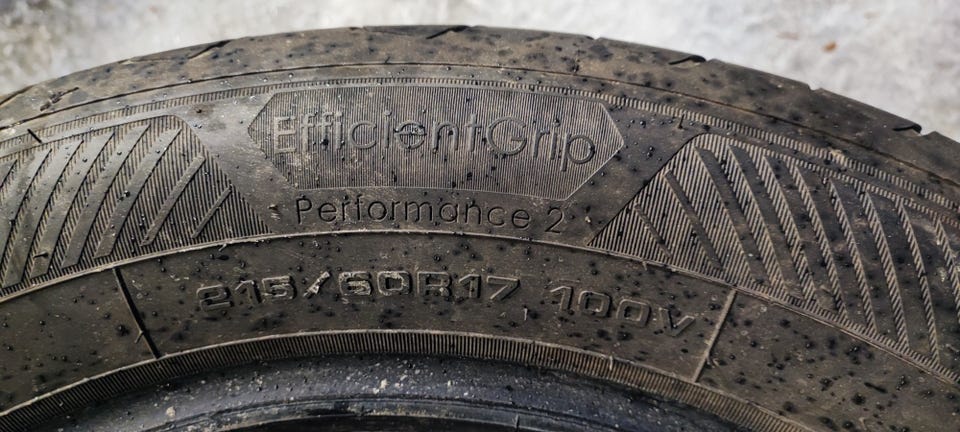 EfficientGrip
Performance 2
215/60R17 100V